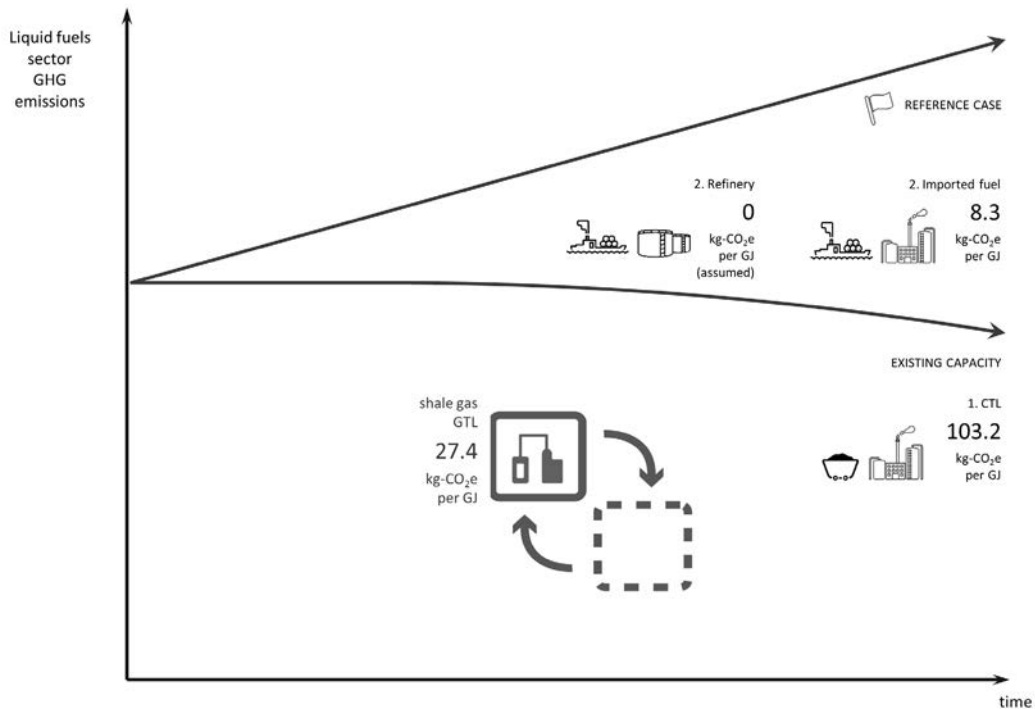 Liquid fuels
sector
GHG
emissions
REFERENCE CASE
2. Refinery
0
kg-CO₂e
per GJ
(assumed)
2. Imported fuel
8.3
kg-CO₂e
per GJ
EXISTING CAPACITY
shale gas
GTL
27.4
kg-CO₂e
per GJ
1. CTL
103.2
kg-CO₂e
per GJ
time